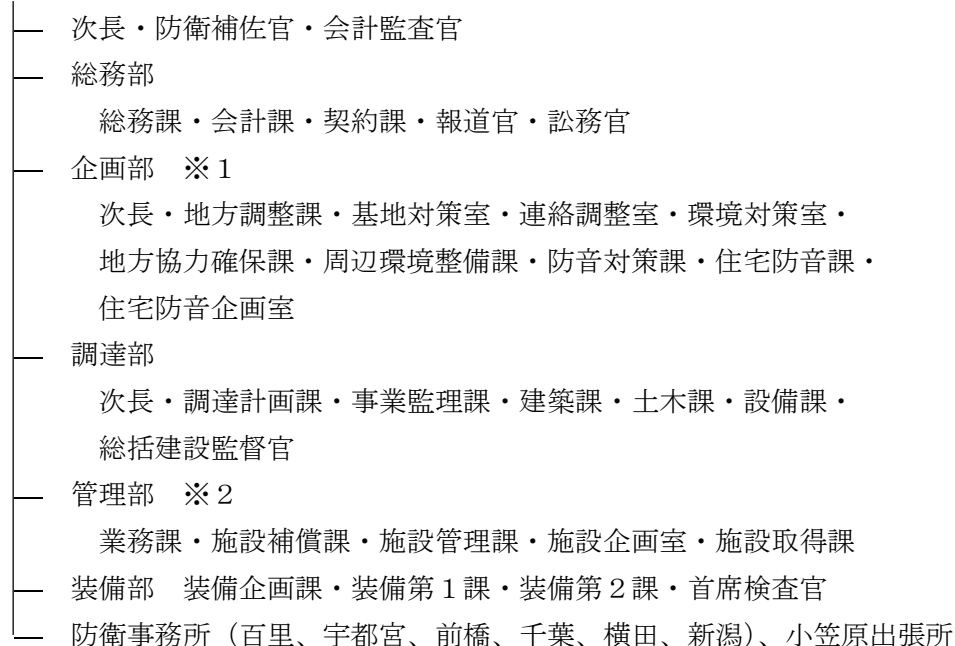 次長・防衛補佐官・会計監査官
総務部
総務課・会計課・契約課・報道官・訟務官
企画部　※１
次長・地方調整課・基地対策室・連絡調整室・環境対策室・
地方協力確保課・周辺環境整備課・防音対策課・住宅防音課・
住宅防音企画室
調達部
次長・調達計画課・事業監理課・建築課・土木課・設備課・
総括建設監督官
管理部　※２
業務課・施設補償課・施設管理課・施設企画室・施設取得課
装備部　装備企画課・装備第１課・装備第２課・首席検査官
防衛事務所（百里、宇都宮、前橋、千葉、横田、新潟）、小笠原出張所